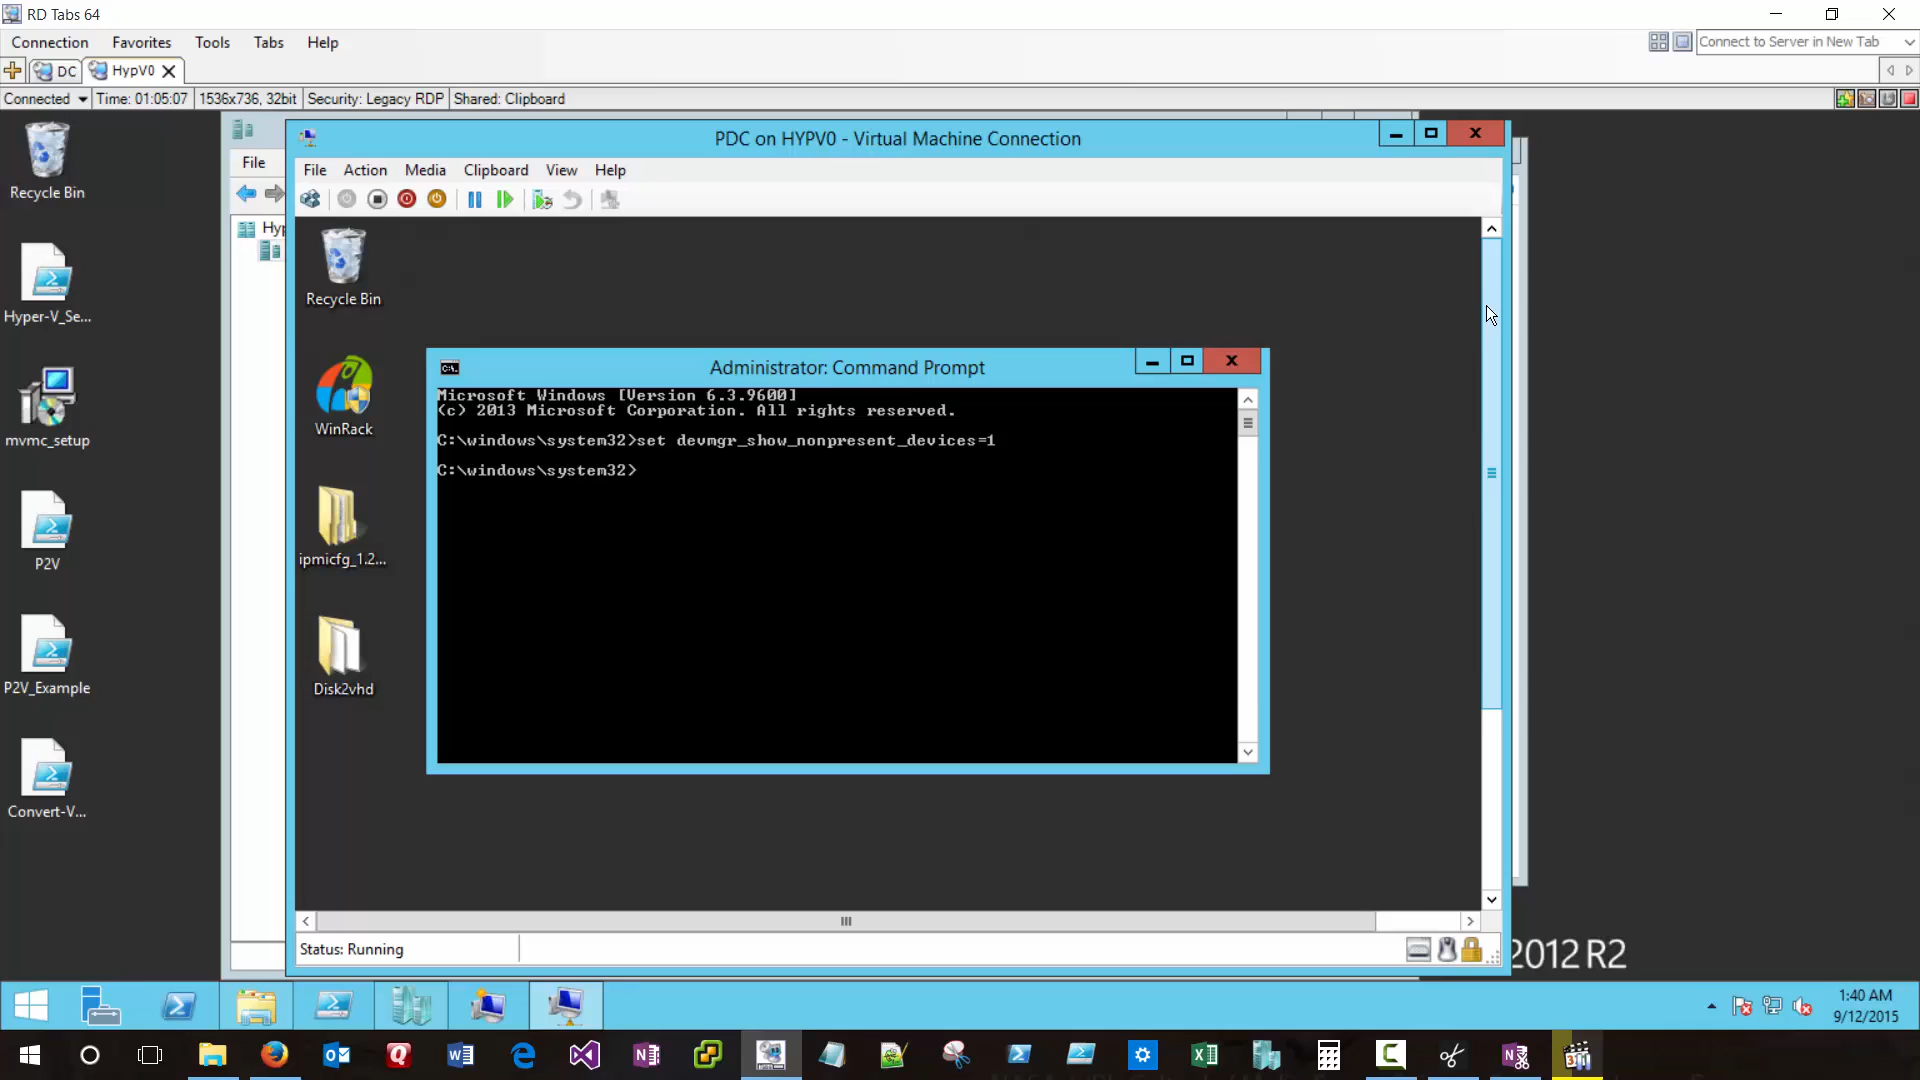 RD Tabs 64
Connection Favorites Tools Tabs Help
Connect to Server in New Tab
DC HypV0
Connected Time: 01:05:07 1536x736, 32bit Security: Legacy RDP Shared: Clipboard
PDC on HYPV0 - Virtual Machine Connection
File
File Action Media Clipboard View Help
Recycle Bin
Hyp
Recycle Bin
Hyper-V_Se...
Administrator: Command Prompt
Microsoft Windows [Version 6.3.9600]
(c) 2013 Microsoft Corporation. All rights reserved.
C:\windows\system32>set devmgr_show_nonpresent_devices=1
C:\windows\system32>
WinRack
mvmc_setup
ipmicfg_1.2...
P2V
Disk2vhd
P2V_Example
Convert-V...
Status: Running
2012 R2
1:40 AM
9/12/2015